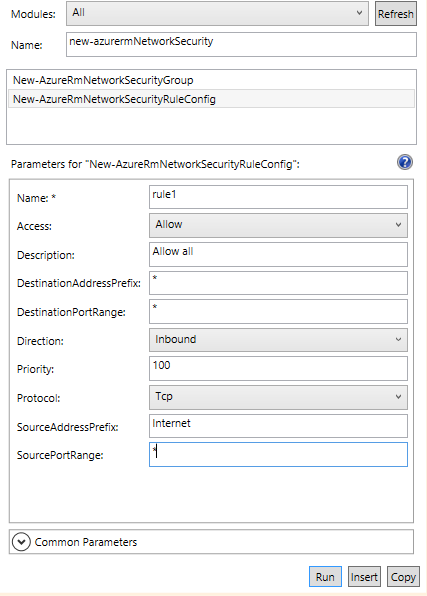 Modules: All Refresh
Name: new-azurermNetworkSecurity
New-AzureRmNetworkSecurityGroup
New-AzureRmNetworkSecurityRuleConfig
Parameters for "New-AzureRmNetworkSecurityRuleConfig": ?
Name: * rule1
Access: Allow
Description: Allow all
DestinationAddressPrefix: *
DestinationPortRange: *
Direction: Inbound
Priority: 100
Protocol: Tcp
SourceAddressPrefix: Internet
SourcePortRange: *
Common Parameters
Run Insert Copy